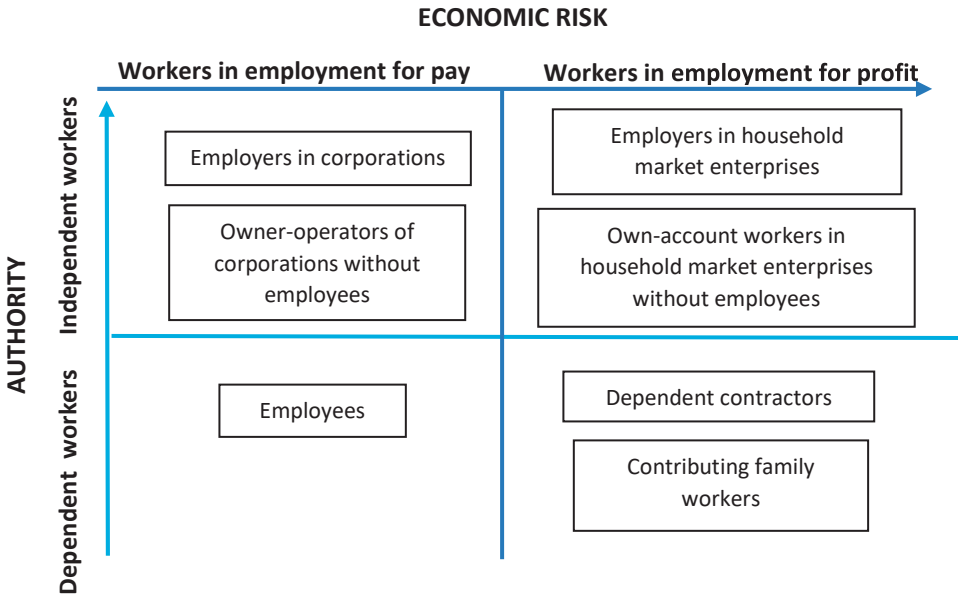 ECONOMIC RISK
Workers in employment for pay
Workers in employment for profit
AUTHORITY
Independent workers
Employers in corporations
Owner-operators of
corporations without
employees
Employers in household
market enterprises
Own-account workers in
household market enterprises
without employees
Dependent workers
Employees
Dependent contractors
Contributing family
workers